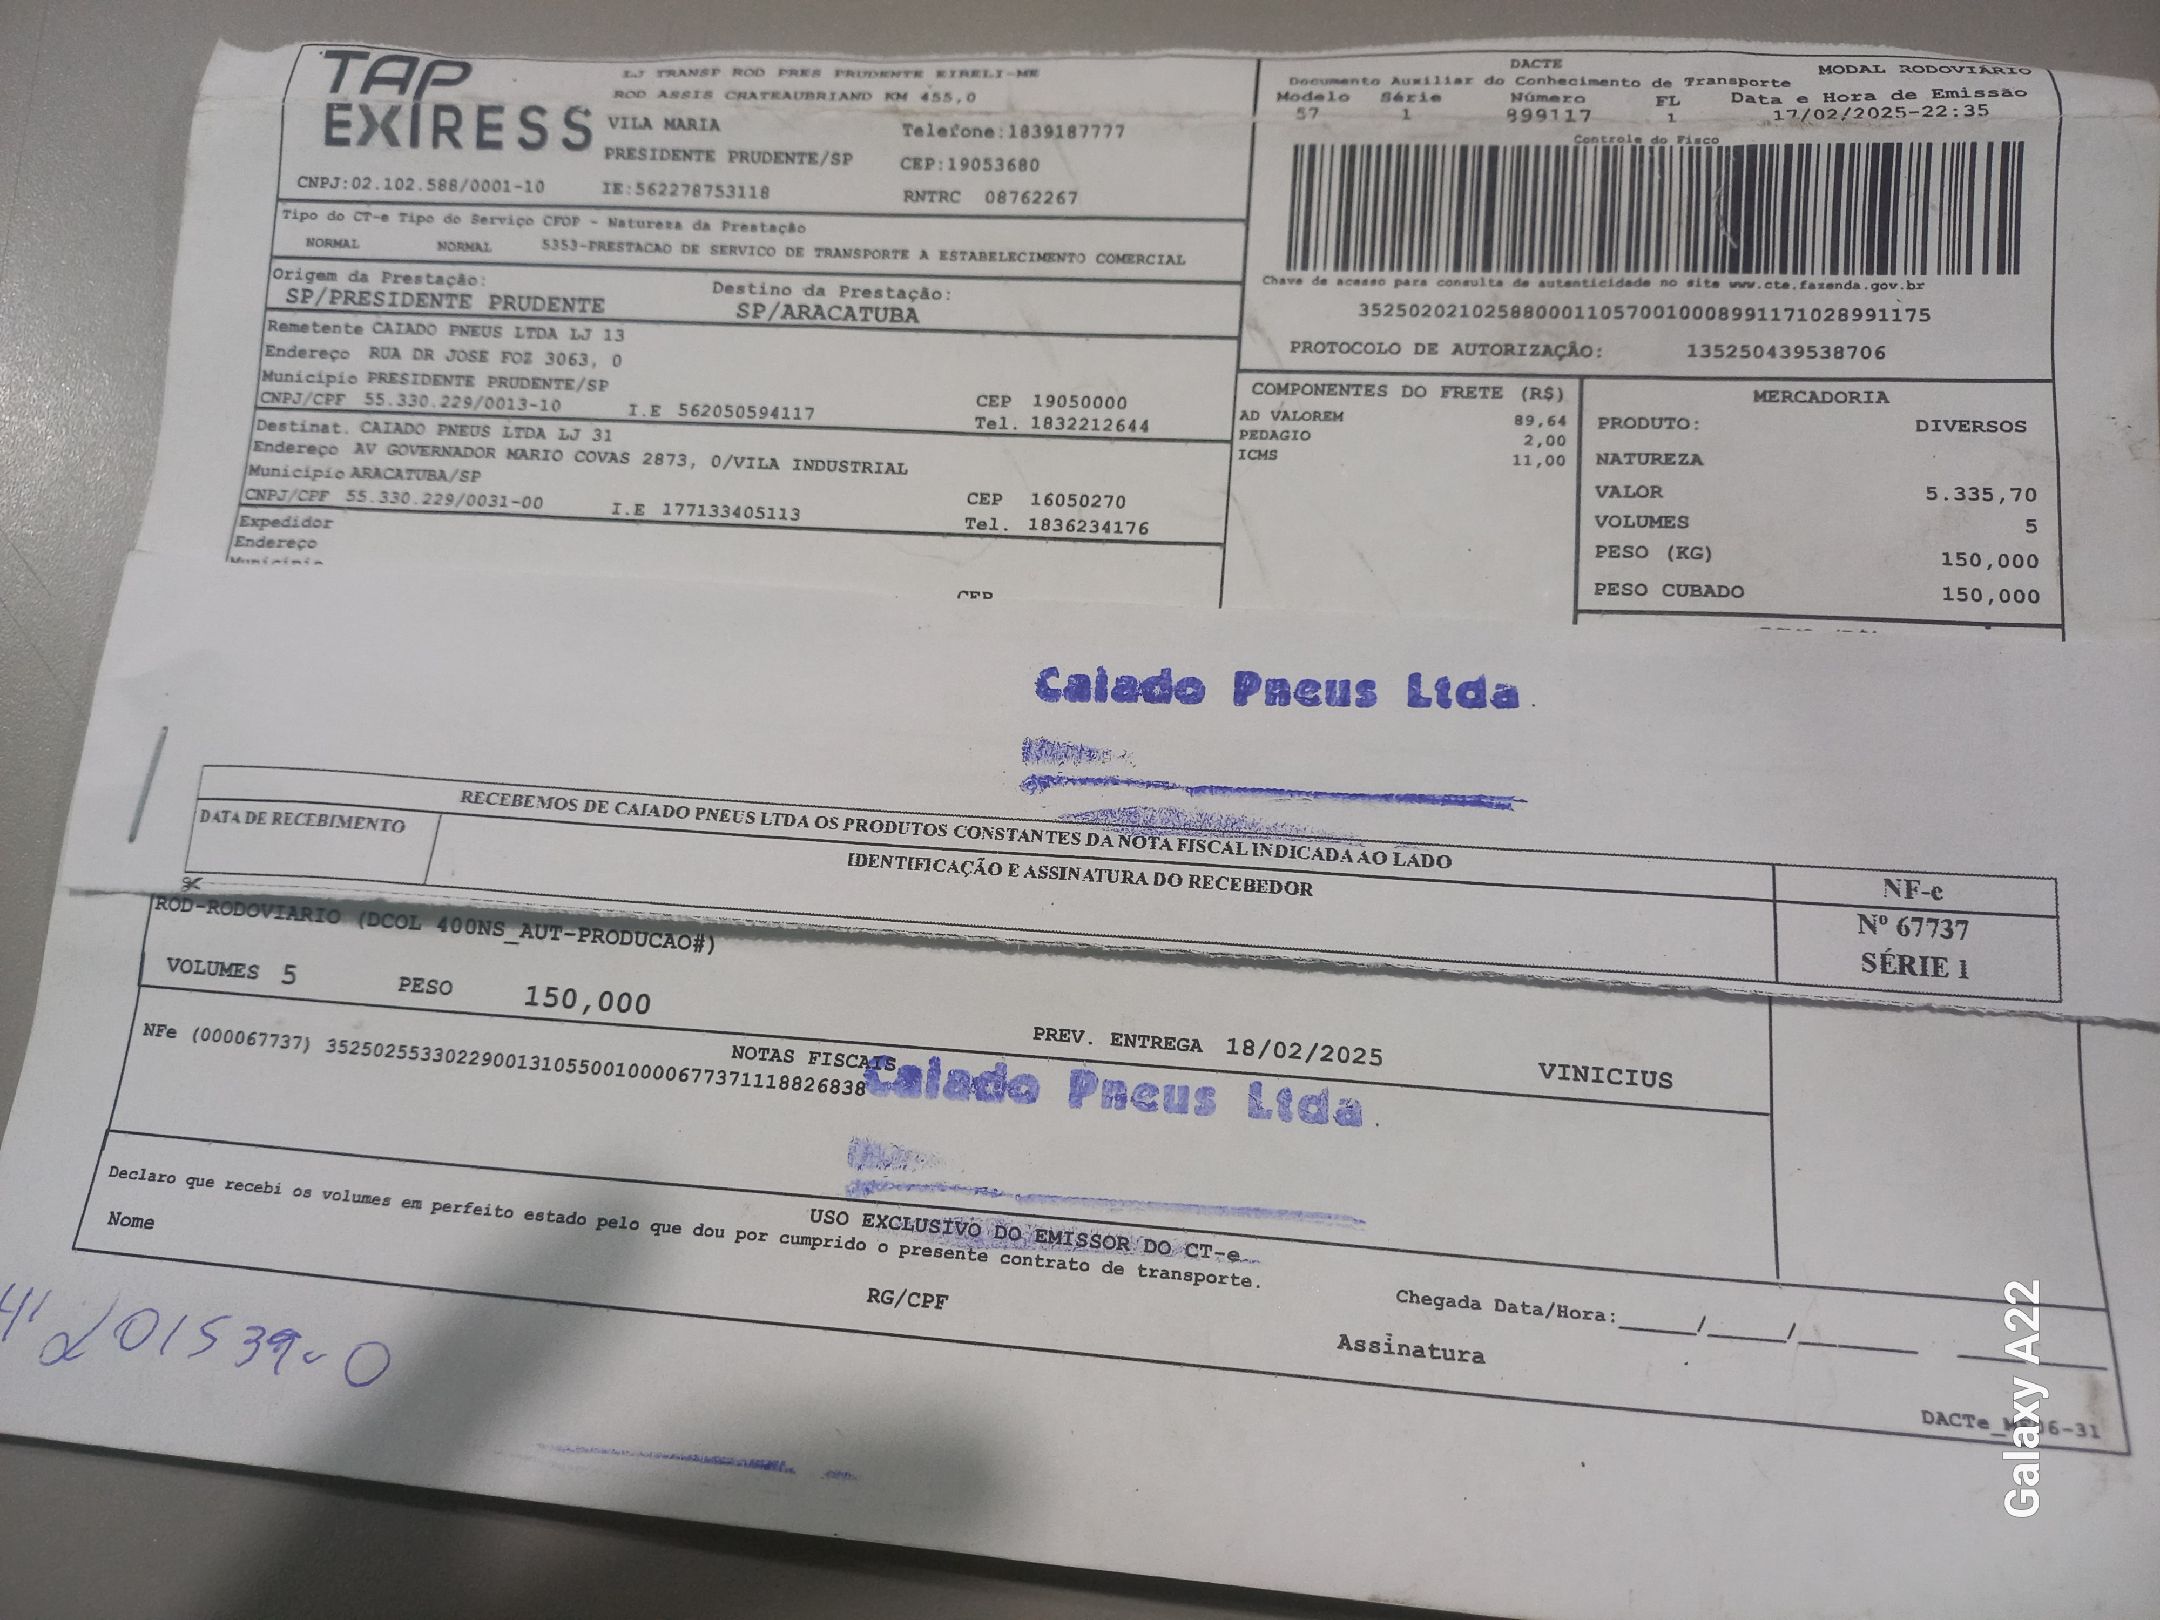 TAP
EXIRESS
LJ TRANSP ROD PRES PRUDENTE EIRELI-ME
ROD ASSIS CHATEAUBRIAND KM 455,0
VILA MARIA
Telefone:1839187777
PRESIDENTE PRUDENTE/SP
CEP:19053680
CNPJ:02.102.588/0001-10 IE:562278753118
RNTRC 08762267
DACTE
MODAL RODOVIÁRIO
Documento Auxiliar do Conhecimento de Transporte
Modelo Série Número FL Data e Hora de Emissão
57 1 899117 1 17/02/2025-22:35
Controle do Fisco
Chave de acesso para consulta de autenticidade no site www.cte.fazenda.gov.br
35250202102588000110570010008991171028991175
PROTOCOLO DE AUTORIZAÇÃO: 135250439538706
Tipo do CT-e Tipo do Serviço CFOP - Natureza da Prestação
NORMAL NORMAL 5353-PRESTACAO DE SERVICO DE TRANSPORTE A ESTABELECIMENTO COMERCIAL
Origem da Prestação: Destino da Prestação:
SP/PRESIDENTE PRUDENTE SP/ARACATUBA
Remetente CAIADO PNEUS LTDA LJ 13
Endereço RUA DR JOSE FOZ 3063, 0
Municipio PRESIDENTE PRUDENTE/SP
CEP 19050000
CNPJ/CPF 55.330.229/0013-10 I.E 562050594117
Tel. 1832212644
Destinat. CAIADO PNEUS LTDA LJ 31
Endereço AV GOVERNADOR MARIO COVAS 2873, 0/VILA INDUSTRIAL
Municipio ARACATUBA/SP
CEP 16050270
CNPJ/CPF 55.330.229/0031-00 I.E 177133405113
Tel. 1836234176
Expedidor
Endereço
Municipio
CEP
COMPONENTES DO FRETE (R$)
AD VALOREM 89,64
PEDAGIO 2,00
ICMS 11,00
MERCADORIA
PRODUTO: DIVERSOS
NATUREZA
VALOR 5.335,70
VOLUMES 5
PESO (KG) 150,000
PESO CUBADO 150,000
Caiado Pneus Ltda
RECEBEMOS DE CAIADO PNEUS LTDA OS PRODUTOS CONSTANTES DA NOTA FISCAL INDICADA AO LADO
DATA DE RECEBIMENTO
IDENTIFICAÇÃO E ASSINATURA DO RECEBEDOR
NF-e
Nº 67737
SÉRIE 1
ROD-RODOVIARIO (DCOL 400NS_AUT-PRODUCAO#)
VOLUMES 5 PESO 150,000
PREV. ENTREGA 18/02/2025
VINICIUS
NOTAS FISCAIS
NFe (000067737) 35250255330229001310550010000677371118826838
Caiado Pneus Ltda
USO EXCLUSIVO DO EMISSOR DO CT-e
Declaro que recebi os volumes em perfeito estado pelo que dou por cumprido o presente contrato de transporte.
Nome
RG/CPF
Chegada Data/Hora:_____/_____/_______ _______
Assinatura
201539-0
Galaxy A22